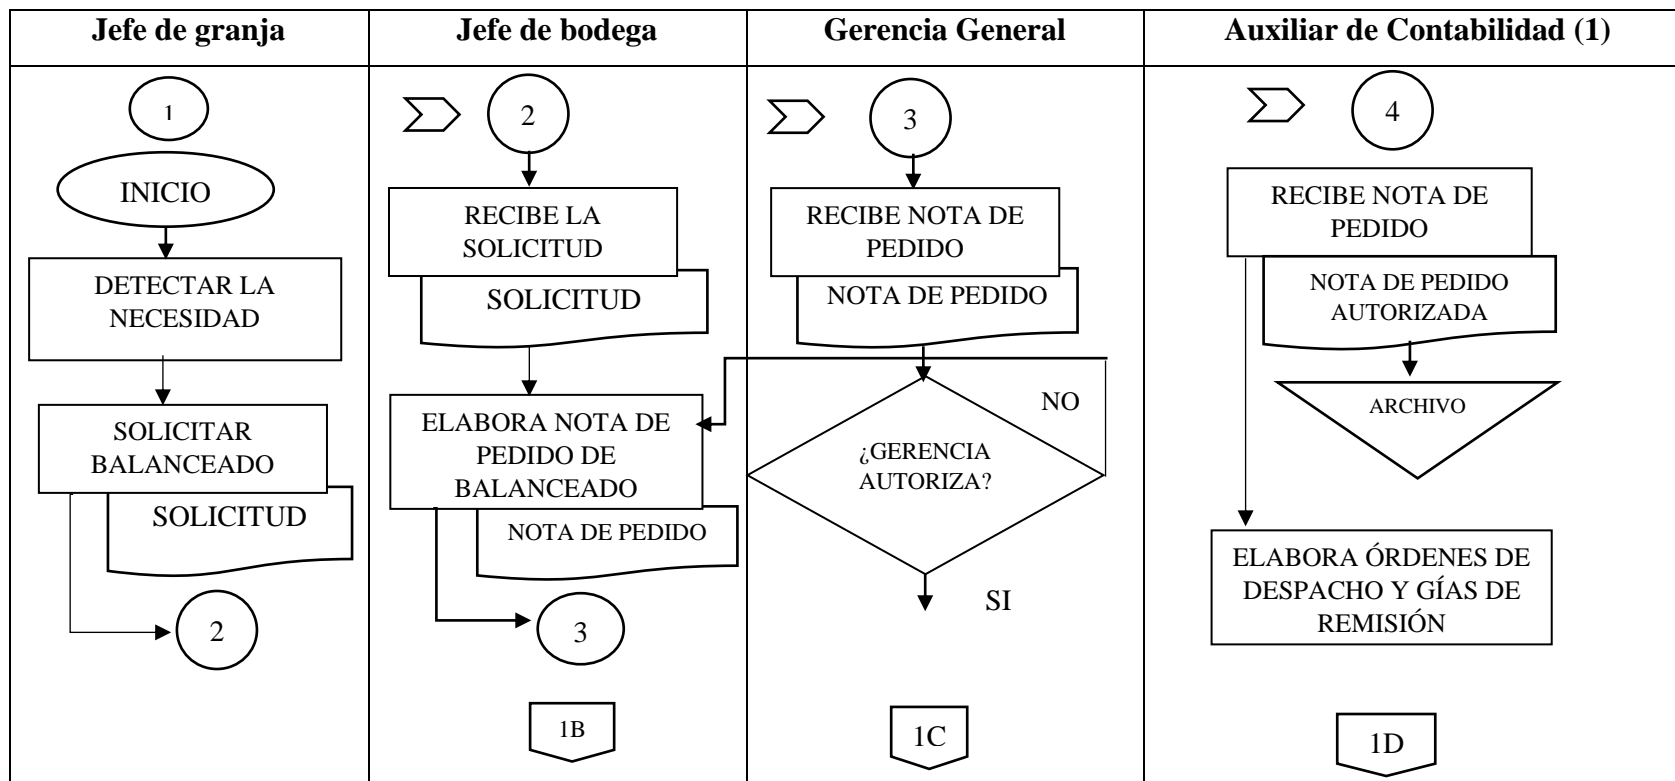 Jefe de granja
Jefe de bodega
Gerencia General
Auxiliar de Contabilidad (1)
1
INICIO
DETECTAR LA
NECESIDAD
SOLICITAR
BALANCEADO
SOLICITUD
2
2
RECIBE LA
SOLICITUD
SOLICITUD
ELABORA NOTA DE
PEDIDO DE
BALANCEADO
NOTA DE PEDIDO
3
1B
3
RECIBE NOTA DE
PEDIDO
NOTA DE PEDIDO
NO
¿GERENCIA
AUTORIZA?
SI
1C
4
RECIBE NOTA DE
PEDIDO
NOTA DE PEDIDO
AUTORIZADA
ARCHIVO
ELABORA ÓRDENES DE
DESPACHO Y GÍAS DE
REMISIÓN
1D